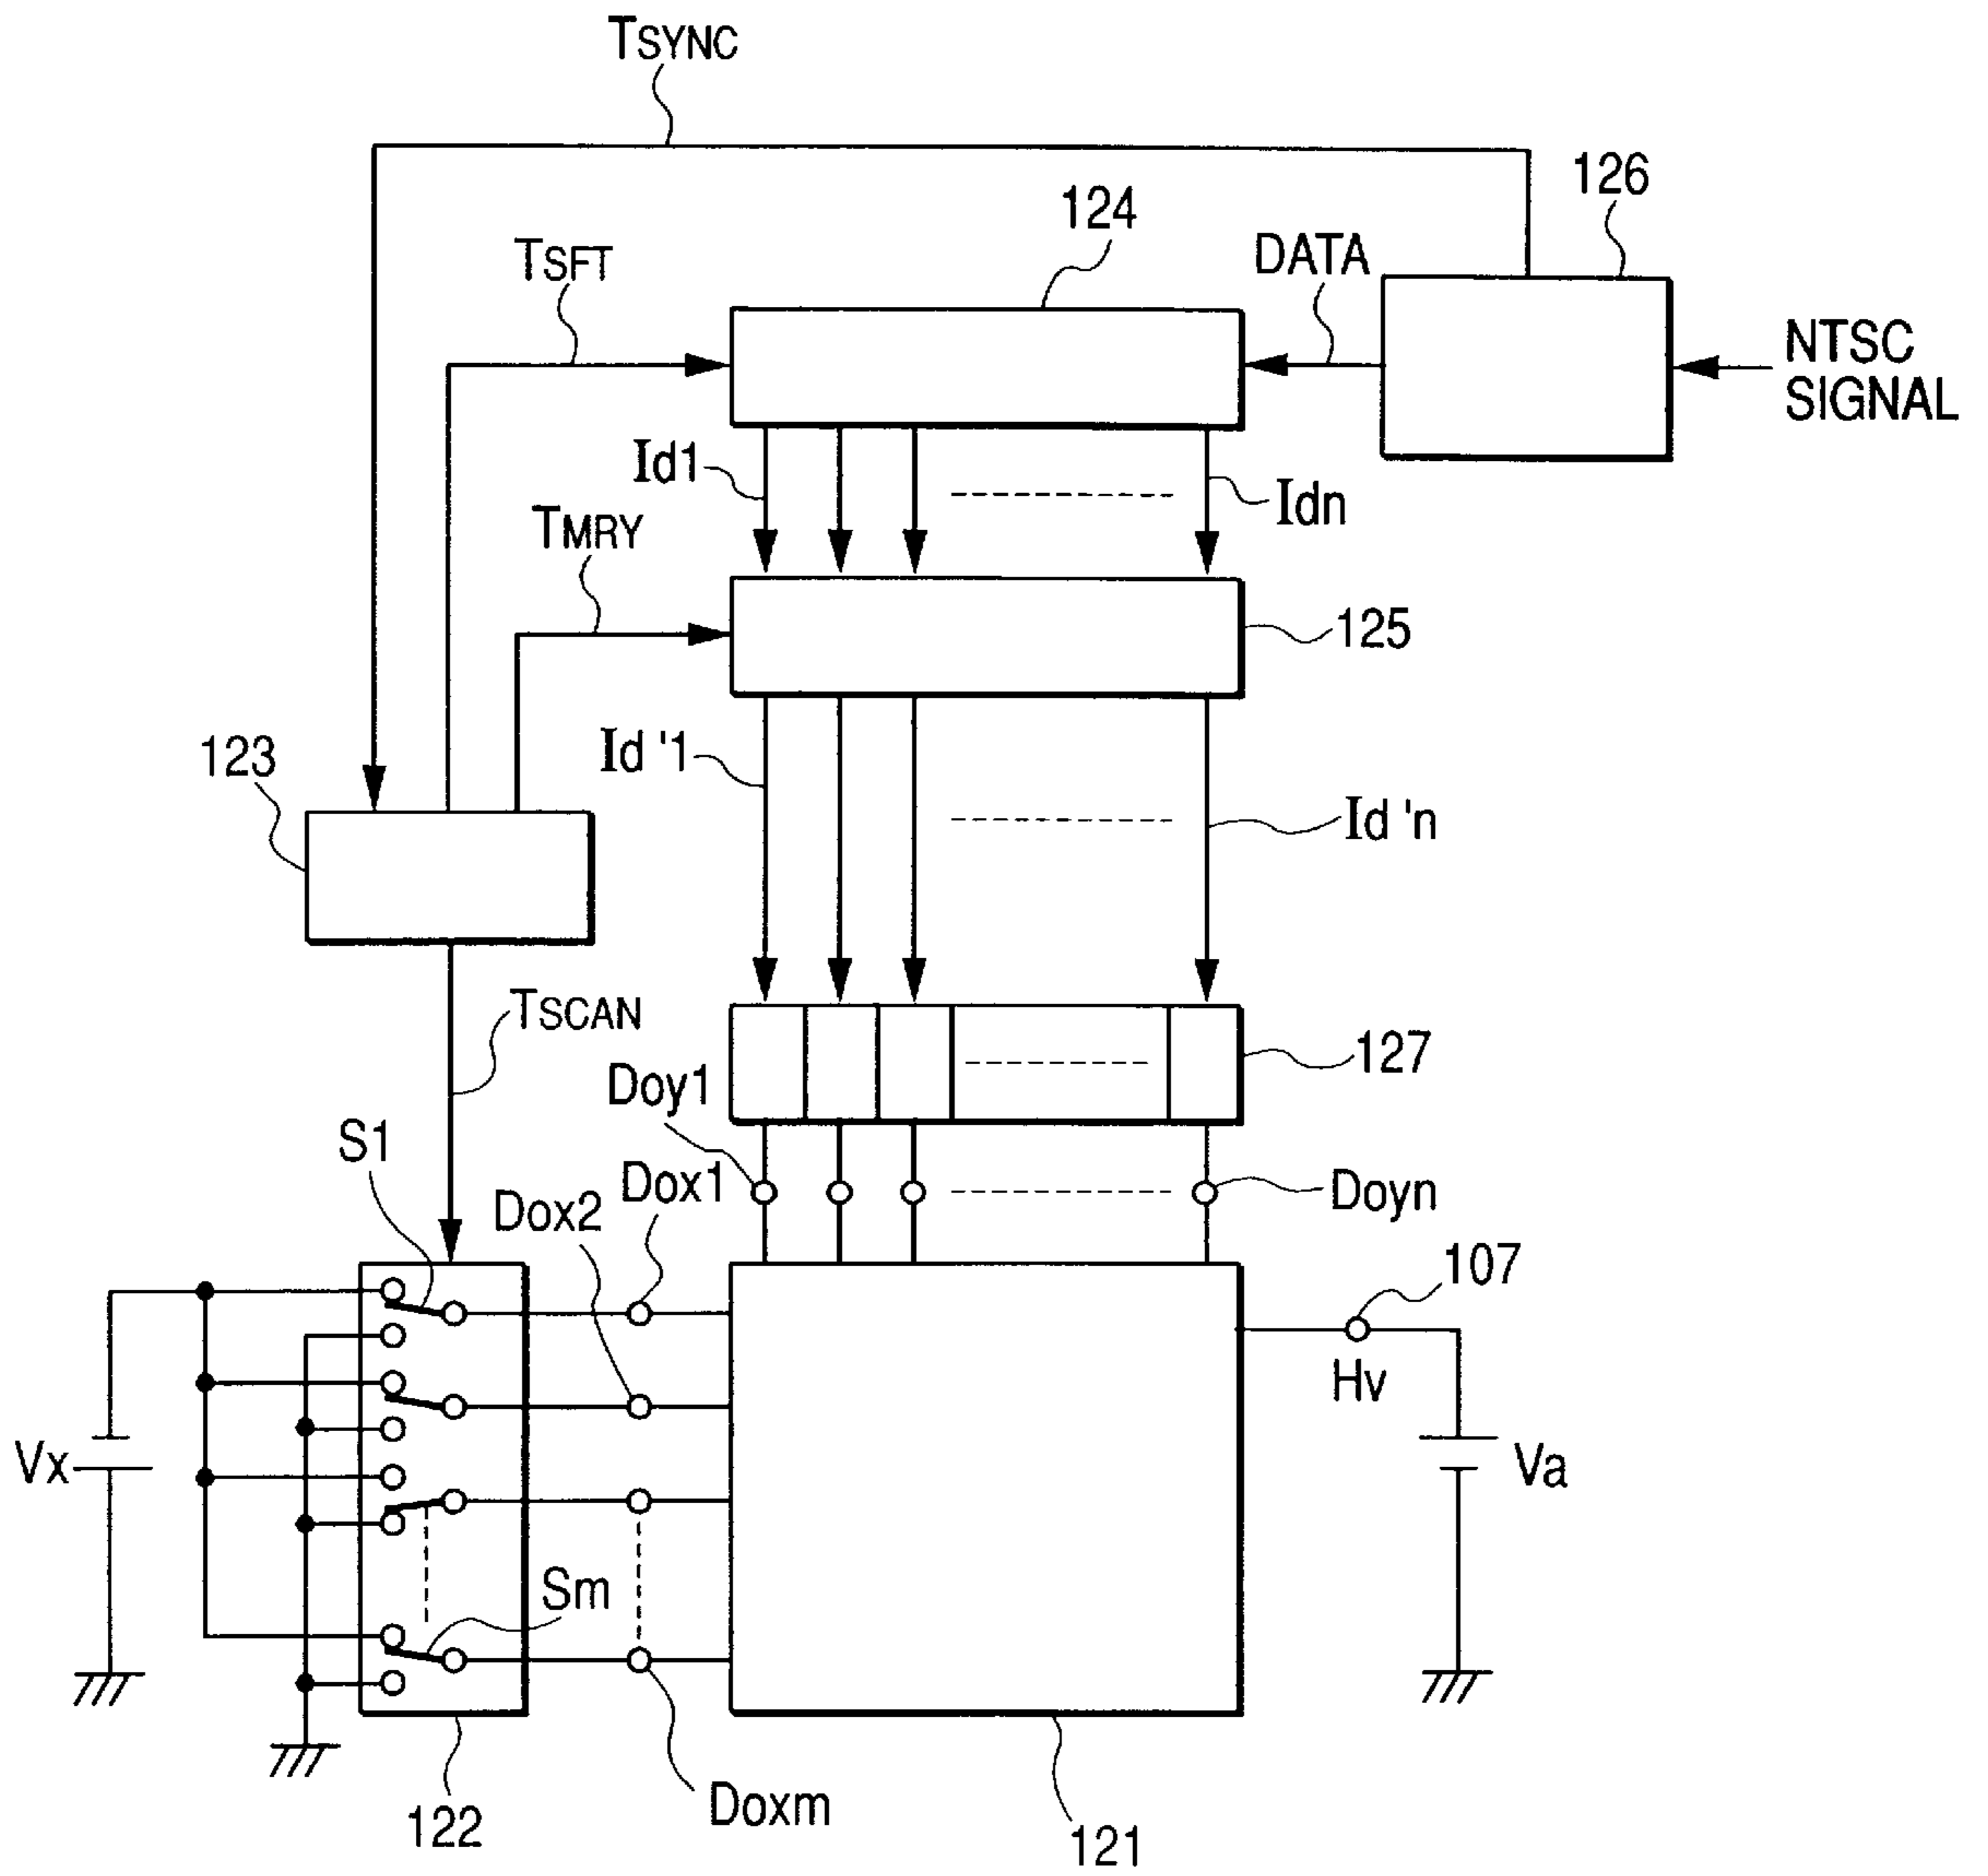 TSYNC
126
124
TSFT
DATA
NTSC
SIGNAL
Id1
Idn
TMRY
125
123
Id'1
Id'n
TSCAN
127
Doy1
S1
Dox1
Dox2
Doyn
107
Hv
Vx
Va
Sm
Doxm
122
121